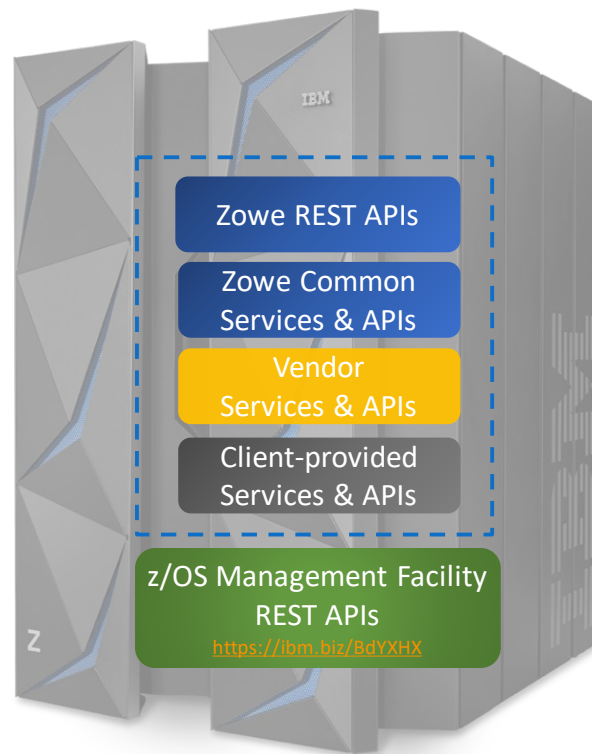 IBM
Zowe REST APIs
Zowe Common
Services & APIs
Vendor
Services & APIs
Client-provided
Services & APIs
z/OS Management Facility
REST APIs
https://ibm.biz/BdYXHX
Z
IBM